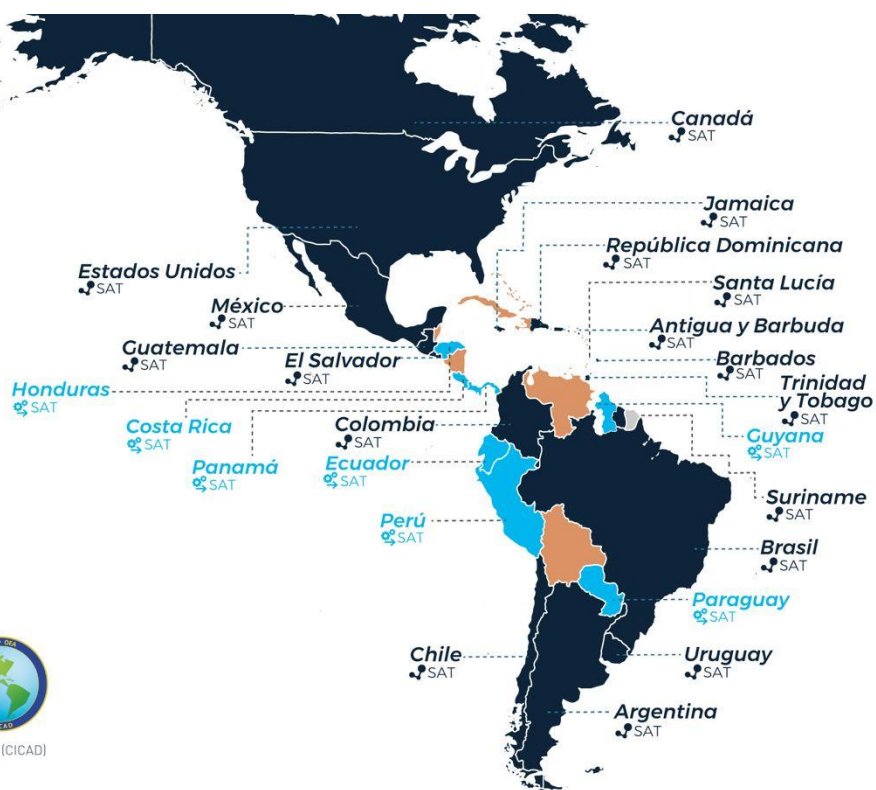 Canadá
SAT
Jamaica
SAT
República Dominicana
SAT
Estados Unidos
SAT
Santa Lucía
SAT
México
SAT
Antigua y Barbuda
SAT
Guatemala
SAT
El Salvador
SAT
Barbados
SAT
Honduras
SAT
Trinidad
y Tobago
SAT
Costa Rica
SAT
Colombia
SAT
Guyana
SAT
Panamá
SAT
Ecuador
SAT
Suriname
SAT
Perú
SAT
Brasil
SAT
Paraguay
SAT
OEA
CAD
Chile
SAT
Uruguay
SAT
Argentina
SAT
(CICAD)